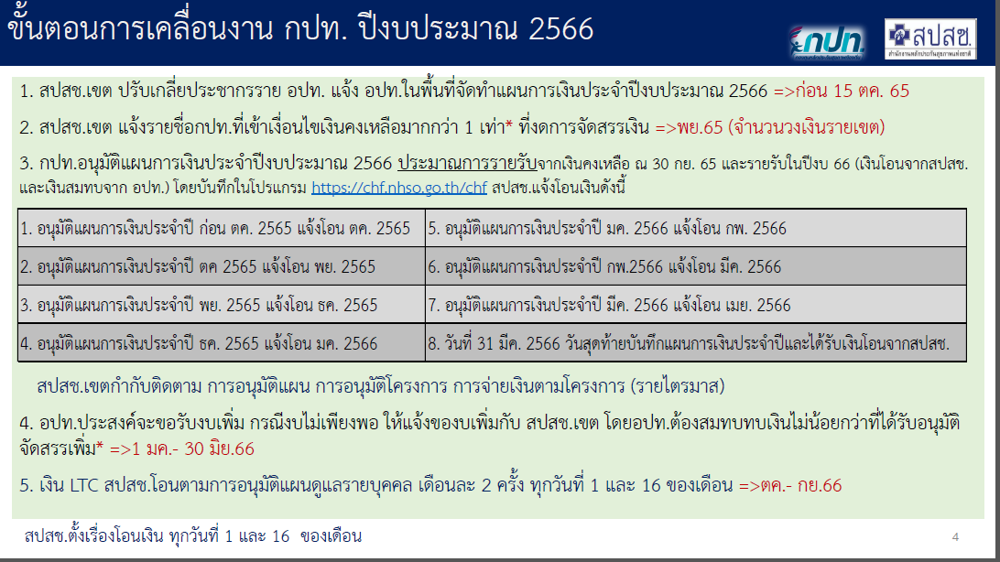 ขั้นตอนการเคลื่อนงาน กปท. ปีงบประมาณ 2566
กปท.
สปสช.
สำนักงานหลักประกันสุขภาพแห่งชาติ
1. สปสช.เขต ปรับเกลี่ยประชากรราย อปท. แจ้ง อปท.ในพื้นที่จัดทำแผนการเงินประจำปีงบประมาณ 2566 =>ก่อน 15 ตค. 65
2. สปสช.เขต แจ้งรายชื่อกปท.ที่เข้าเงื่อนไขเงินคงเหลือมากกว่า 1 เท่า* ที่งดการจัดสรรเงิน =>พย.65 (จำนวนวงเงินรายเขต)
3. กปท.อนุมัติแผนการเงินประจำปีงบประมาณ 2566 ประมาณการรายรับจากเงินคงเหลือ ณ 30 กย. 65 และรายรับในปีงบ 66 (เงินโอนจากสปสช.
และเงินสมทบจาก อปท.) โดยบันทึกในโปรแกรม https://chf.nhso.go.th/chf สปสช.แจ้งโอนเงินดังนี้
1. อนุมัติแผนการเงินประจำปี ก่อน ตค. 2565 แจ้งโอน ตค. 2565
5. อนุมัติแผนการเงินประจำปี มค. 2566 แจ้งโอน กพ. 2566
2. อนุมัติแผนการเงินประจำปี ตค 2565 แจ้งโอน พย. 2565
6. อนุมัติแผนการเงินประจำปี กพ.2566 แจ้งโอน มีค. 2566
3. อนุมัติแผนการเงินประจำปี พย. 2565 แจ้งโอน ธค. 2565
7. อนุมัติแผนการเงินประจำปี มีค. 2566 แจ้งโอน เมย. 2566
4. อนุมัติแผนการเงินประจำปี ธค. 2565 แจ้งโอน มค. 2566
8. วันที่ 31 มีค. 2566 วันสุดท้ายบันทึกแผนการเงินประจำปีและได้รับเงินโอนจากสปสช.
สปสช.เขตกำกับติดตาม การอนุมัติแผน การอนุมัติโครงการ การจ่ายเงินตามโครงการ (รายไตรมาส)
4. อปท.ประสงค์จะขอรับงบเพิ่ม กรณีงบไม่เพียงพอ ให้แจ้งของบเพิ่มกับ สปสช.เขต โดยอปท.ต้องสมทบทบเงินไม่น้อยกว่าที่ได้รับอนุมัติ
จัดสรรเพิ่ม* =>1 มค.- 30 มิย.66
5. เงิน LTC สปสช.โอนตามการอนุมัติแผนดูแลรายบุคคล เดือนละ 2 ครั้ง ทุกวันที่ 1 และ 16 ของเดือน =>ตค.- กย.66
สปสช.ตั้งเรื่องโอนเงิน ทุกวันที่ 1 และ 16 ของเดือน
4